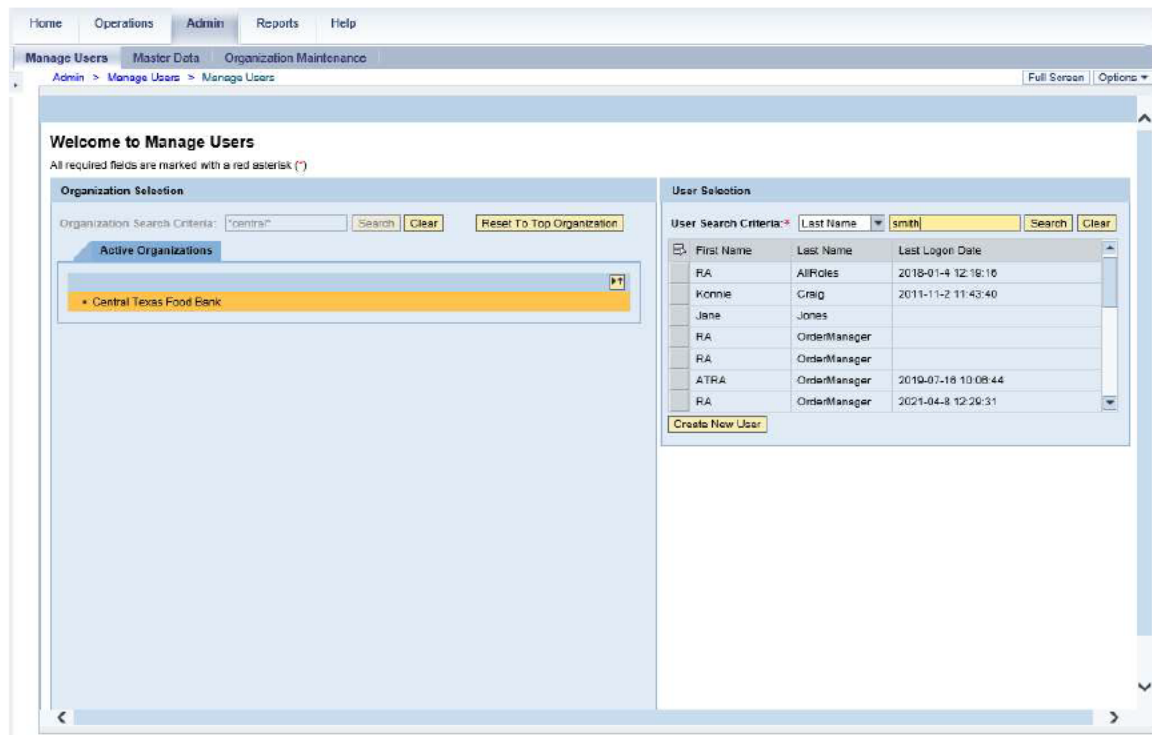 Home Operations Admin Reports Help
Manage Users Master Data Organization Maintenance
Admin > Manage Users > Manage Users Full Screen Options
Welcome to Manage Users
All required fields are marked with a red asterisk (*)
Organization Selection
Organization Search Criteria: *central* Search Clear Reset To Top Organization
Active Organizations
• Central Texas Food Bank
User Selection
User Search Criteria:* Last Name smith Search Clear
First Name Last Name Last Logon Date
RA AllRoles 2018-01-4 12:19:16
Konnie Craig 2011-11-2 11:43:40
Jane Jones
RA OrderManager
RA OrderManager
ATRA OrderManager 2019-07-16 10:06:44
RA OrderManager 2021-04-8 12:29:31
Create New User